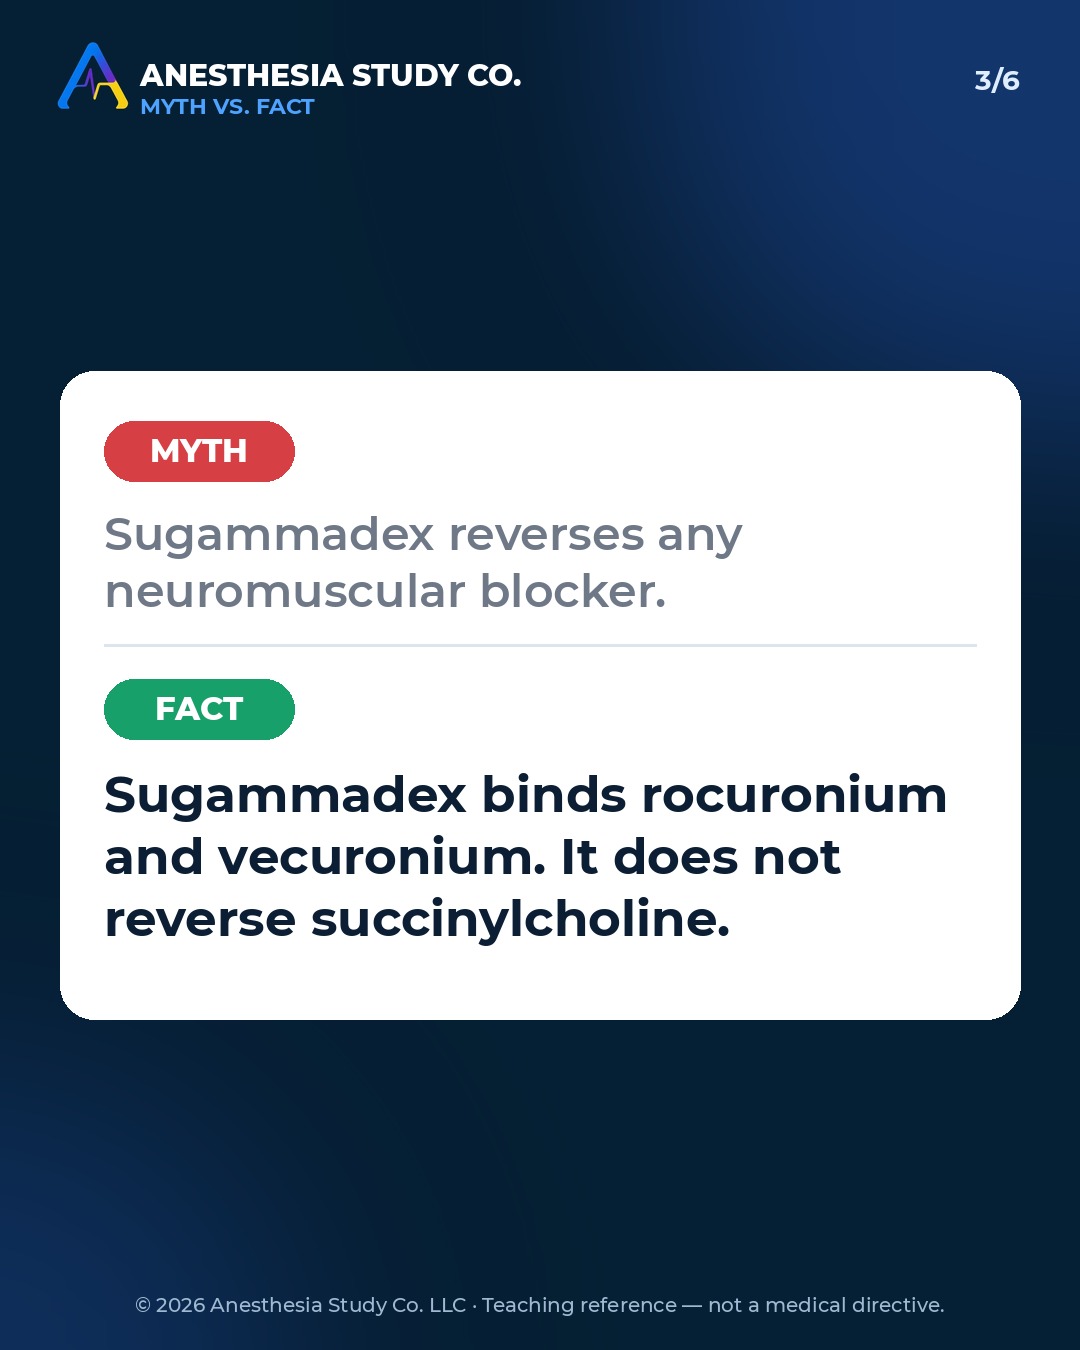 ANESTHESIA STUDY CO.
MYTH VS. FACT
3/6
MYTH
Sugammadex reverses any
neuromuscular blocker.
FACT
Sugammadex binds rocuronium
and vecuronium. It does not
reverse succinylcholine.
© 2026 Anesthesia Study Co. LLC · Teaching reference — not a medical directive.